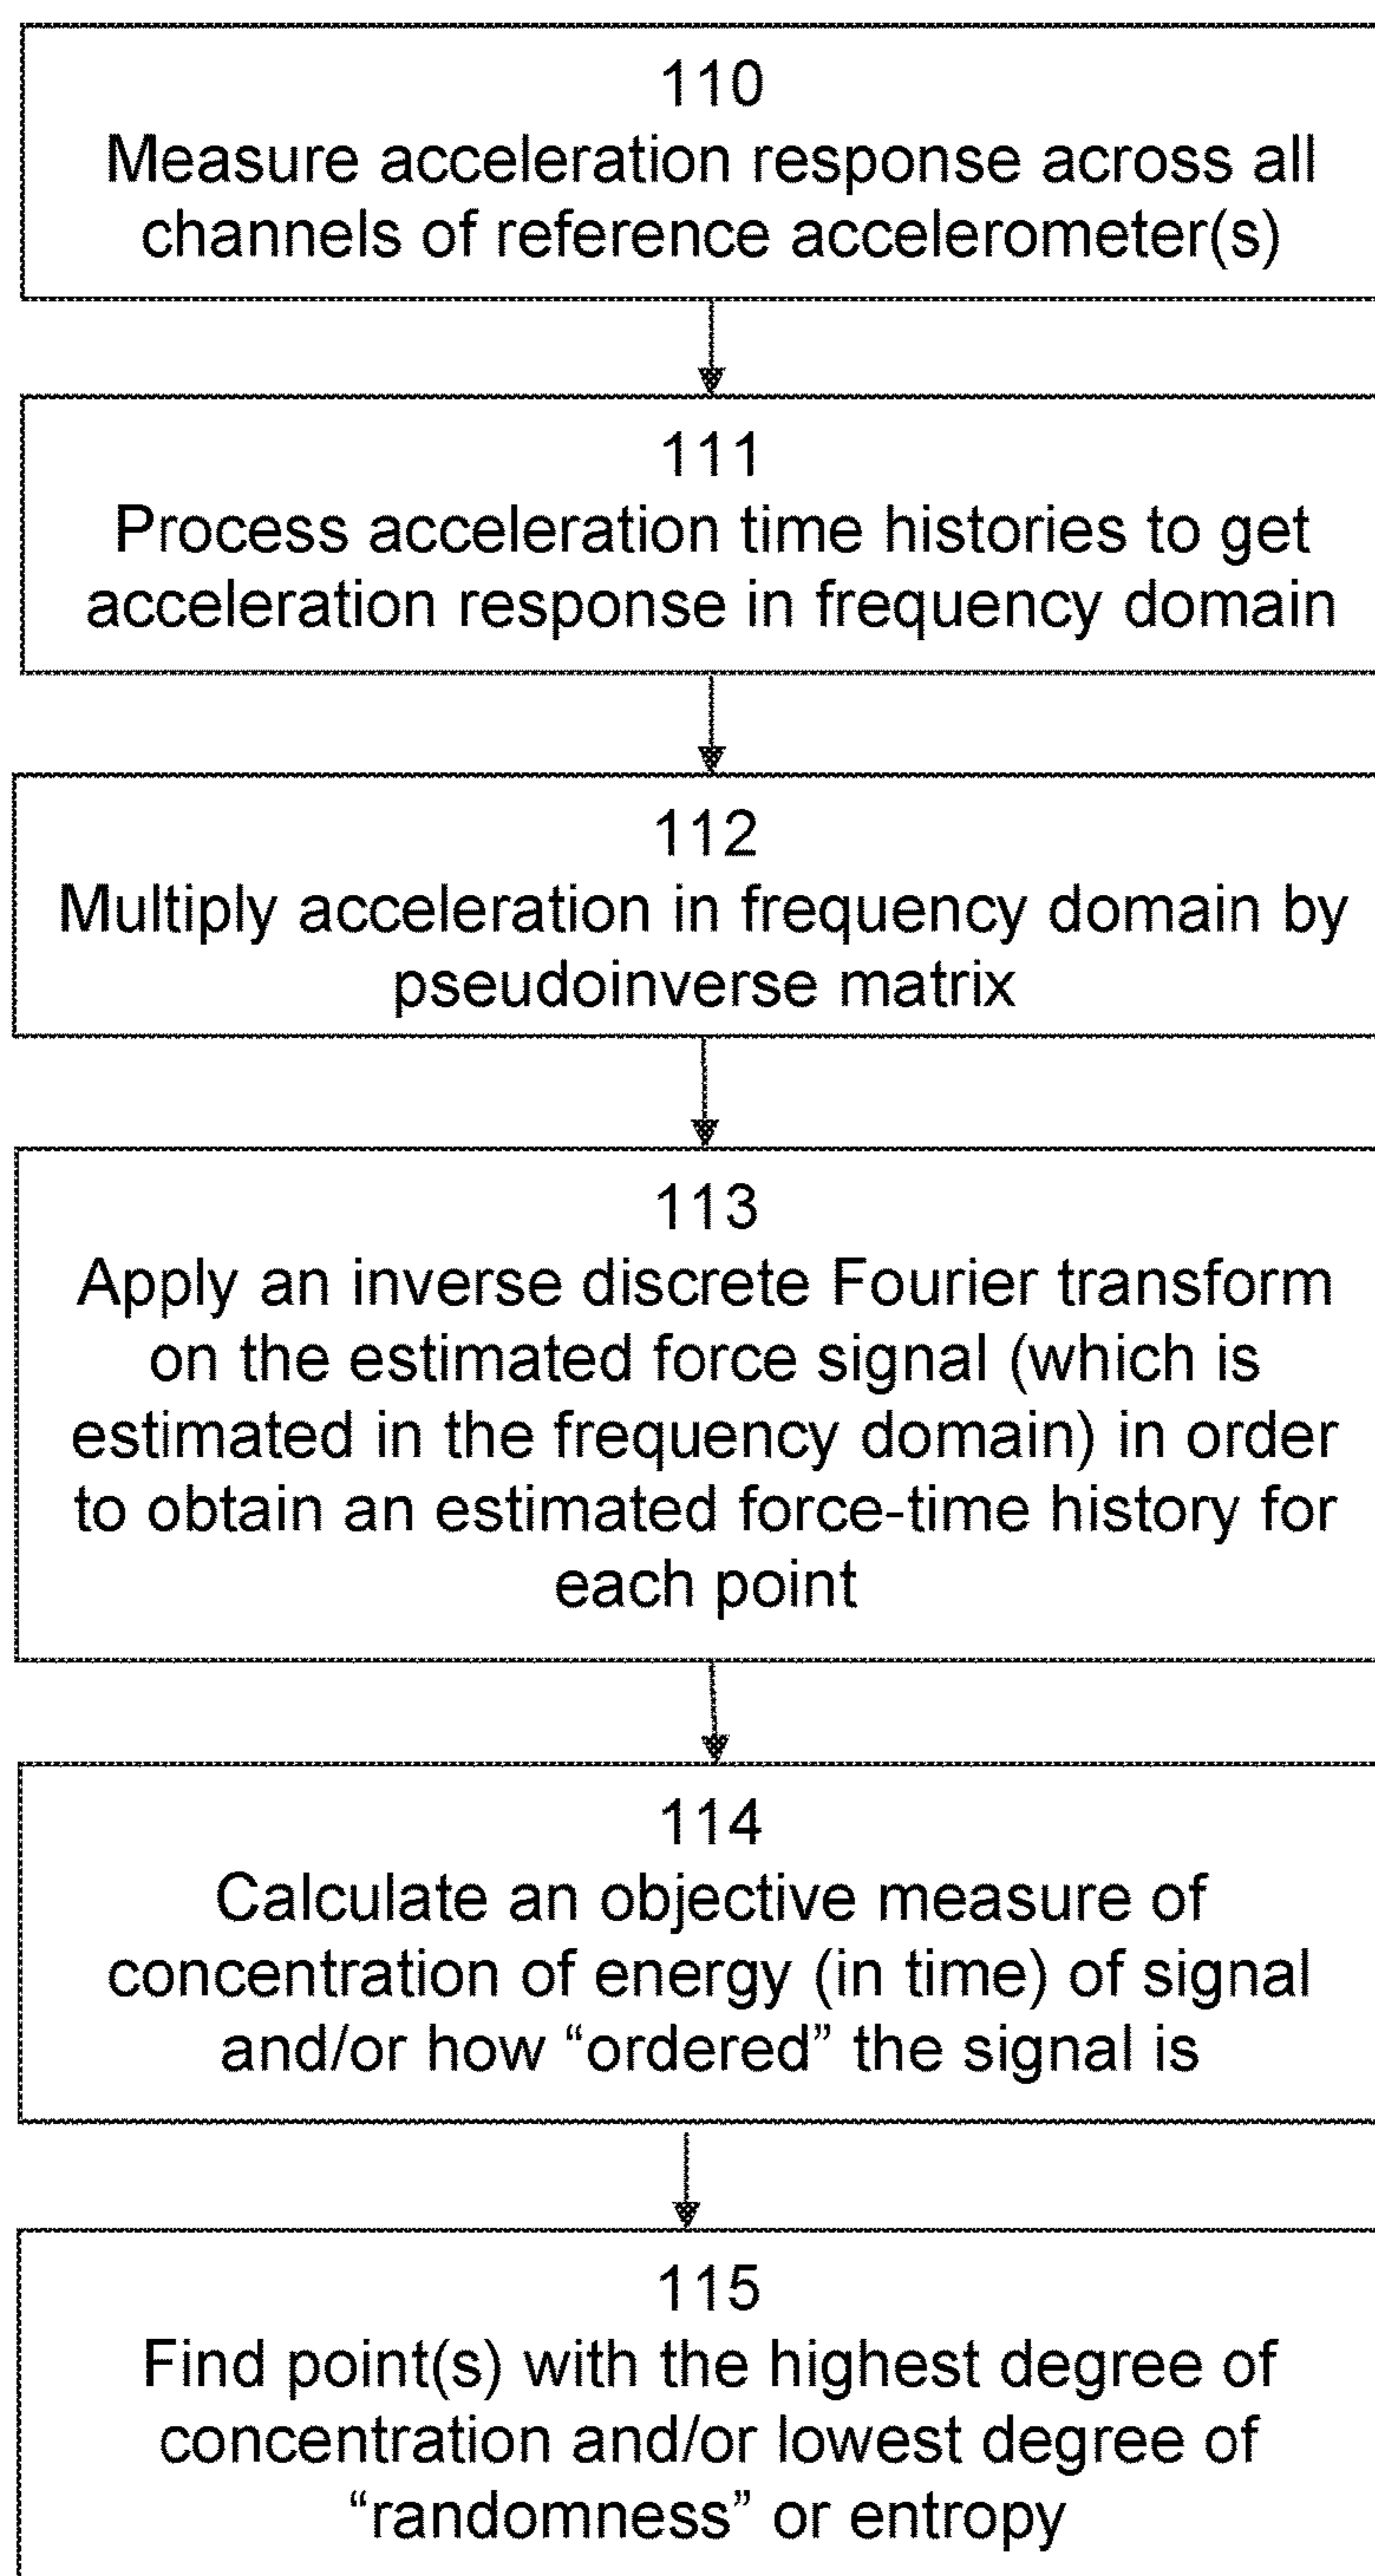 110
Measure acceleration response across all
channels of reference accelerometer(s)
111
Process acceleration time histories to get
acceleration response in frequency domain
112
Multiply acceleration in frequency domain by
pseudoinverse matrix
113
Apply an inverse discrete Fourier transform
on the estimated force signal (which is
estimated in the frequency domain) in order
to obtain an estimated force-time history for
each point
114
Calculate an objective measure of
concentration of energy (in time) of signal
and/or how “ordered” the signal is
115
Find point(s) with the highest degree of
concentration and/or lowest degree of
“randomness” or entropy